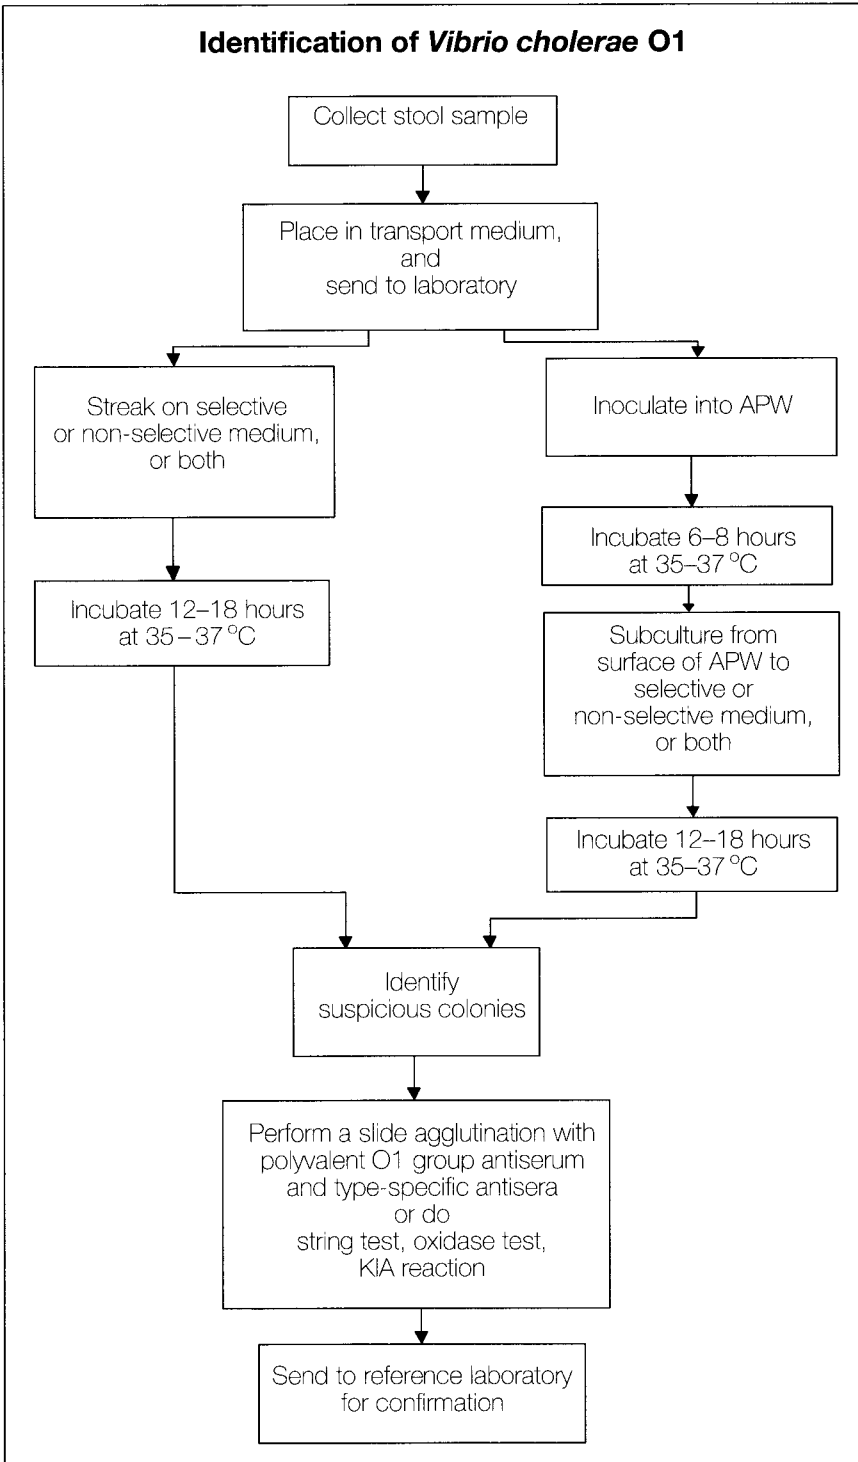 Identification of Vibrio cholerae O1
Collect stool sample
Place in transport medium,
and
send to laboratory
Streak on selective
or non-selective medium,
or both
Incubate 12–18 hours
at 35–37 °C
Inoculate into APW
Incubate 6–8 hours
at 35–37 °C
Subculture from
surface of APW to
selective or
non-selective medium,
or both
Incubate 12–18 hours
at 35–37 °C
Identify
suspicious colonies
Perform a slide agglutination with
polyvalent O1 group antiserum
and type-specific antisera
or do
string test, oxidase test,
KIA reaction
Send to reference laboratory
for confirmation